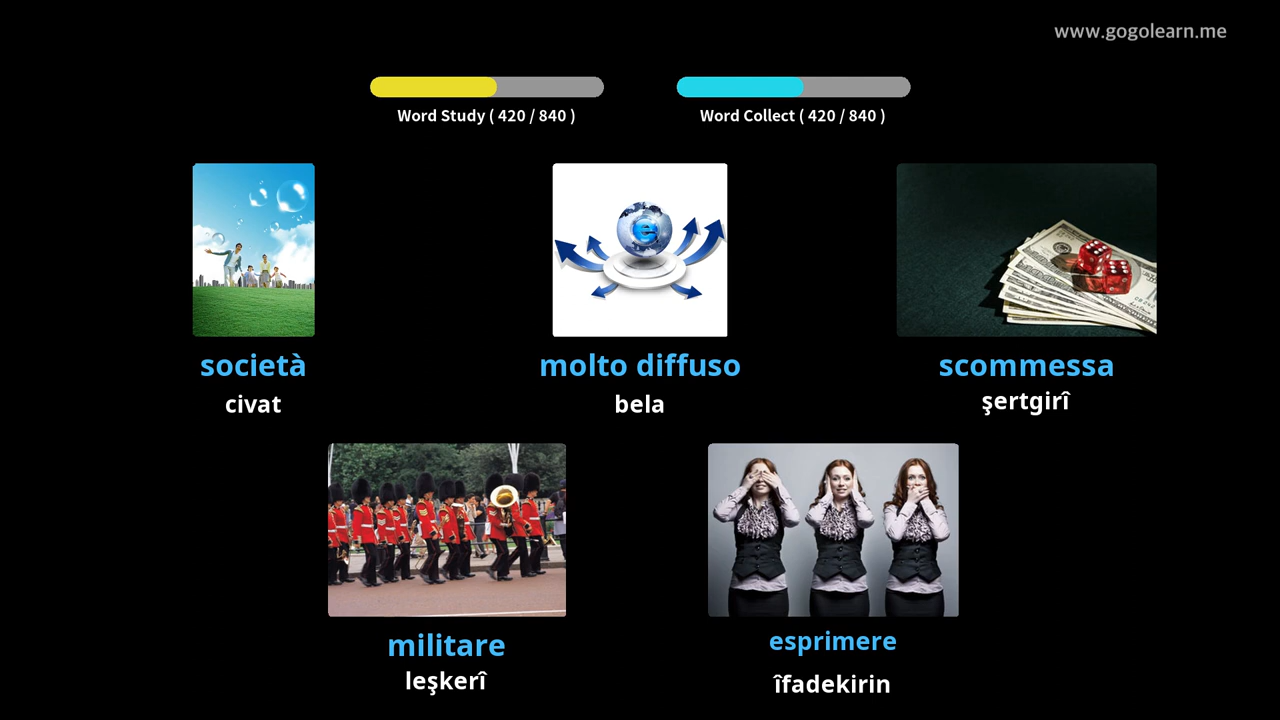 www.gogolearn.me
Word Study ( 420 / 840 )
Word Collect ( 420 / 840 )
società
civat
molto diffuso
bela
scommessa
şertgirî
militare
leşkerî
esprimere
îfadekirin